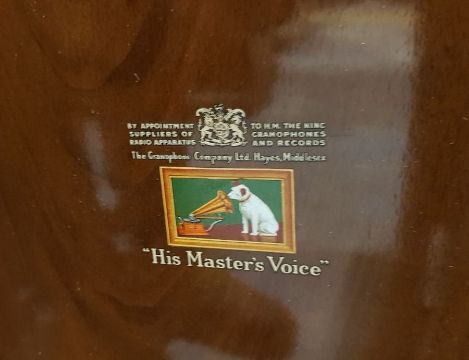 BY APPOINTMENT TO H.M. THE KING
SUPPLIERS OF GRAMOPHONES
RADIO APPARATUS AND RECORDS
The Gramophone Company Ltd. Hayes, Middlesex
"His Master's Voice"